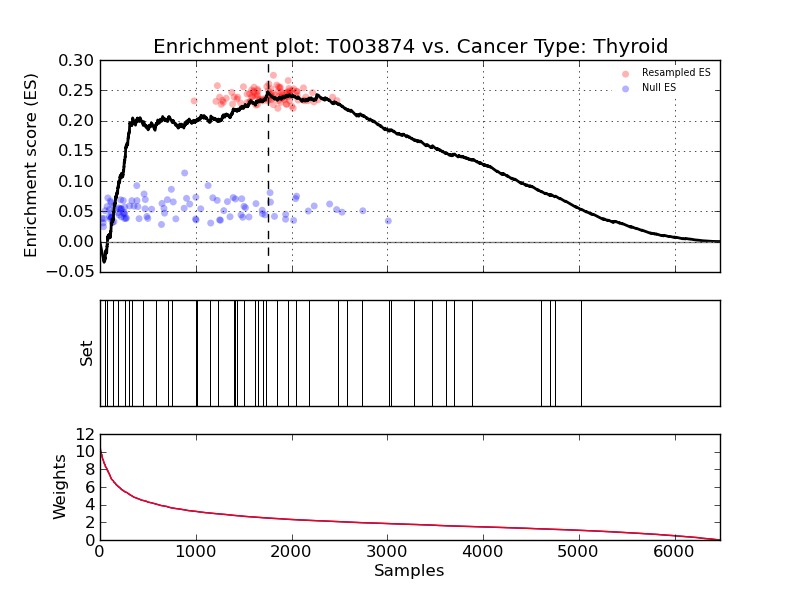 Enrichment plot: T003874 vs. Cancer Type: Thyroid
Enrichment score (ES)
0.30
0.25
0.20
0.15
0.10
0.05
0.00
−0.05
Resampled ES
Null ES
Set
Weights
12
10
8
6
4
2
0
0 1000 2000 3000 4000 5000 6000
Samples